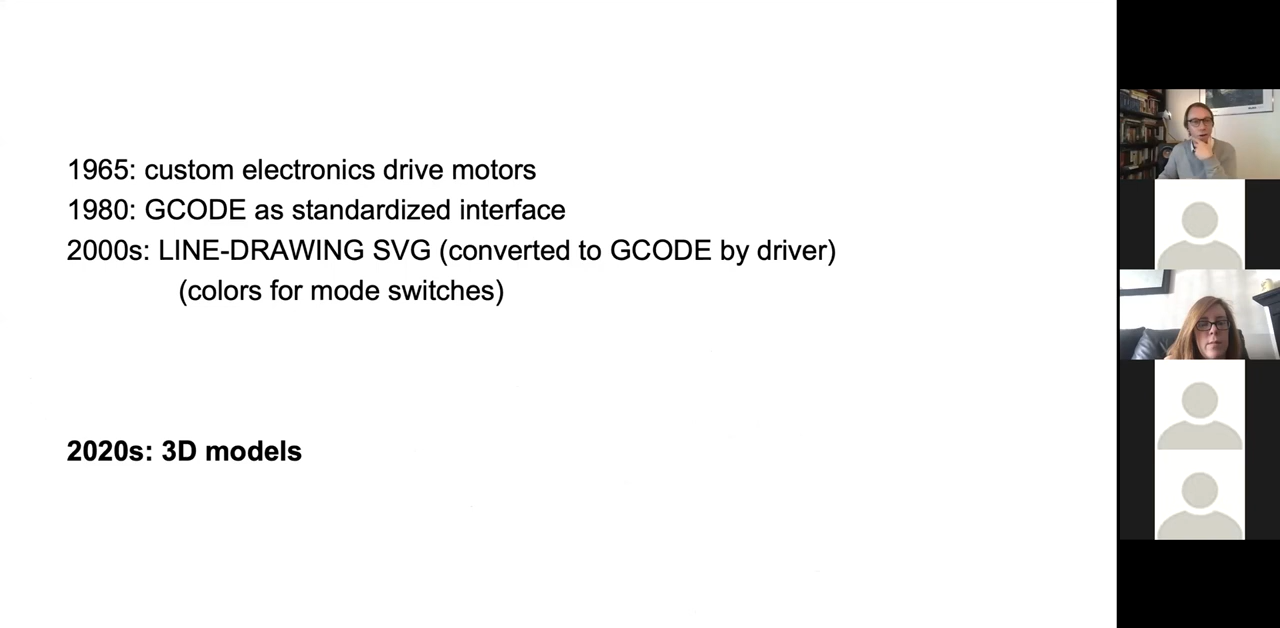 1965: custom electronics drive motors
1980: GCODE as standardized interface
2000s: LINE-DRAWING SVG (converted to GCODE by driver)
(colors for mode switches)
2020s: 3D models